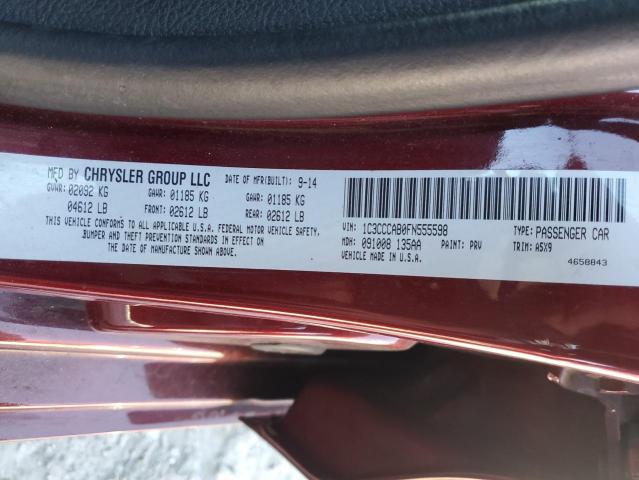 MFD BY CHRYSLER GROUP LLC DATE OF MFR(BUILT): 9-14
GVWR: 02092 KG GAWR: 01185 KG GAWR: 01185 KG
04612 LB FRONT: 02612 LB REAR: 02612 LB
THIS VEHICLE CONFORMS TO ALL APPLICABLE U.S.A. FEDERAL MOTOR VEHICLE SAFETY,
BUMPER AND THEFT PREVENTION STANDARDS IN EFFECT ON
THE DATE OF MANUFACTURE SHOWN ABOVE.
VIN: 1C3CCCAB0FN555598 TYPE: PASSENGER CAR
MDH: 091008 135AA PAINT: PRV TRIM: A5X9
VEHICLE MADE IN U.S.A.
4658843